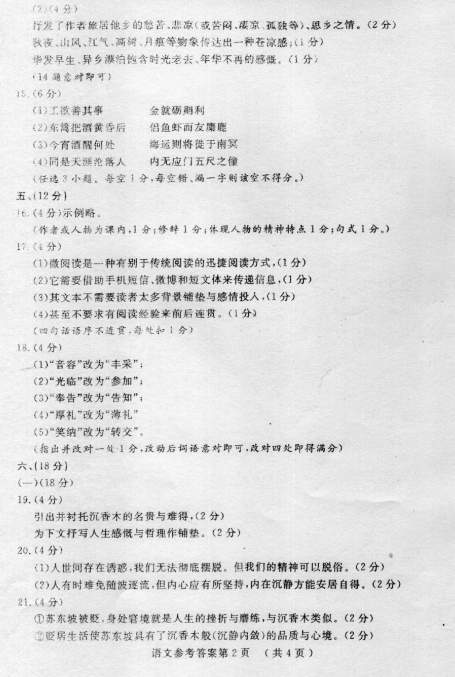 (2)(4分)
抒发了作者旅居他乡的愁苦、悲凉(或苦闷、凄凉、孤独等)、思乡之情。(2分)
秋夜、山风、江气、高树、月痕等物象传达出一种苍凉感;(1分)
华发早生、异乡漂泊饱含时光老去、年华不再的感慨。(1分)
(14题意对即可)
15.(6分)
(1)工欲善其事 金就砺则利
(2)东篱把酒黄昏后 侣鱼虾而友麋鹿
(3)今宵酒醒何处 海运则将徙于南冥
(4)同是天涯沦落人 内无应门五尺之僮
(任选3小题。每空1分,每空错、漏一字则该空不得分。)
五、(12分)
16.(4分)示例略。
(作者或人物为课内,1分;修辞1分;体现人物的精神特点1分;句式1分。)
17.(4分)
(1)微阅读是一种有别于传统阅读的迅捷阅读方式,(1分)
(2)它需要借助手机短信、微博和短文体来传递信息,(1分)
(3)其文本不需要读者太多背景铺垫与感情投入,(1分)
(4)甚至不要求有阅读经验来前后连贯。(1分)
(四句话语序不连贯,每处扣1分)
18.(4分)
(1)“音容”改为“丰采”;
(2)“光临”改为“参加”;
(3)“奉告”改为“告知”;
(4)“厚礼”改为“薄礼”
(5)“笑纳”改为“转交”。
(指出并改对一处1分,改动后词语意对即可,改对四处即得满分)
六、(18分)
(一)(18分)
19.(4分)
引出并衬托沉香木的名贵与难得,(2分)
为下文抒写人生感慨与哲理作铺垫。(2分)
20.(4分)
(1)人世间存在诱惑,我们无法彻底摆脱。但我们的精神可以脱俗。(2分)
(2)人有时难免随波逐流,但内心应有所坚持,内在沉静方能安居自得。(2分)
21.(4分)
①苏东坡被贬,身处窘境就是人生的挫折与磨练,与沉香木类似。(2分)
②贬居生活使苏东坡具有了沉香木般(沉静内敛)的品质与心境。(2分)
语文参考答案第2页 (共4页)